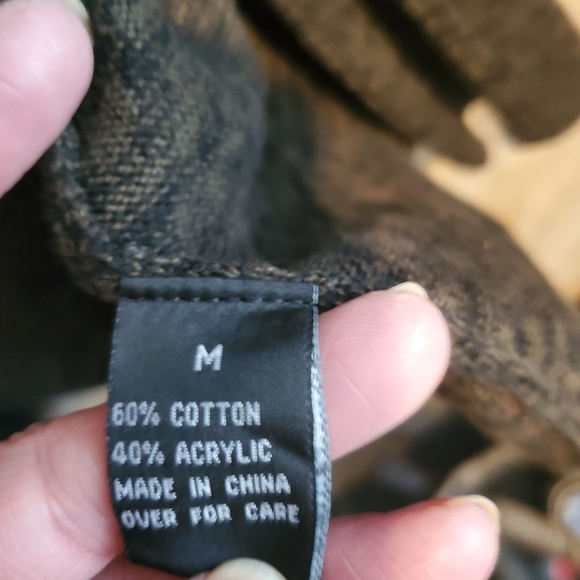 M
60% COTTON
40% ACRYLIC
MADE IN CHINA
OVER FOR CARE